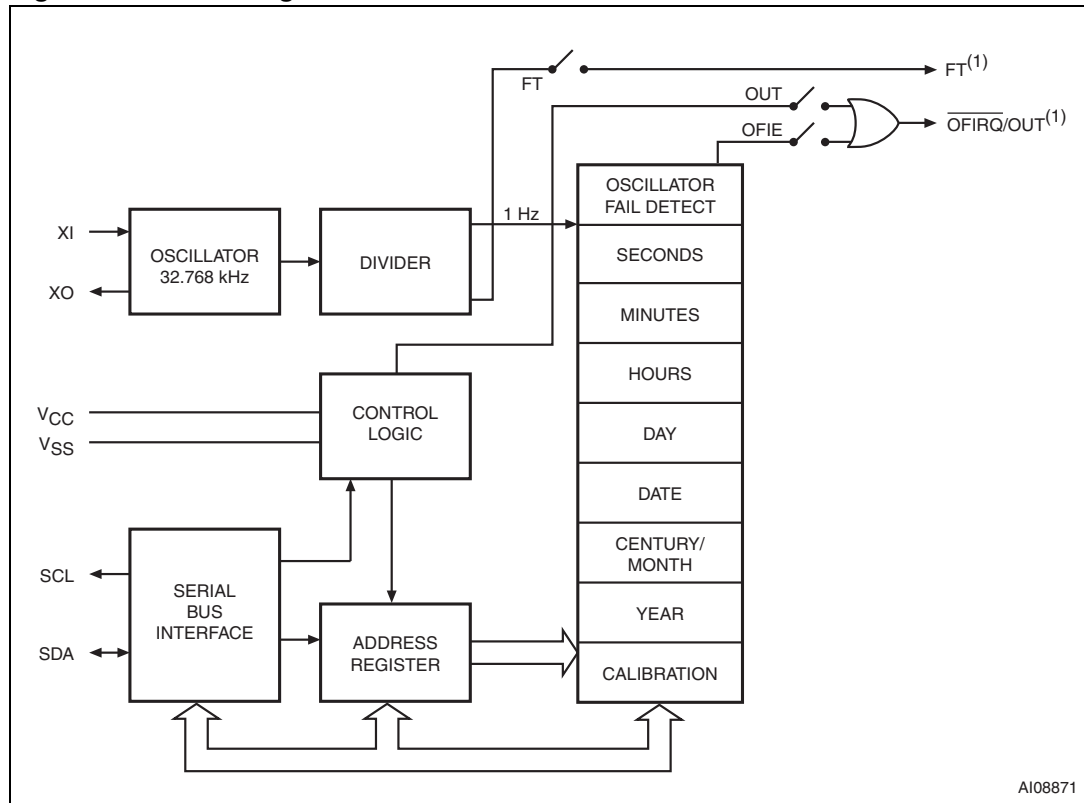 FT
FT(1)
OUT
OFIE
OFIRQ/OUT(1)
OSCILLATOR
FAIL DETECT
1 Hz
XI
XO
OSCILLATOR
32.768 kHz
DIVIDER
SECONDS
MINUTES
HOURS
DAY
DATE
CENTURY/
MONTH
YEAR
CALIBRATION
VCC
VSS
CONTROL
LOGIC
SCL
SDA
SERIAL
BUS
INTERFACE
ADDRESS
REGISTER
AI08871